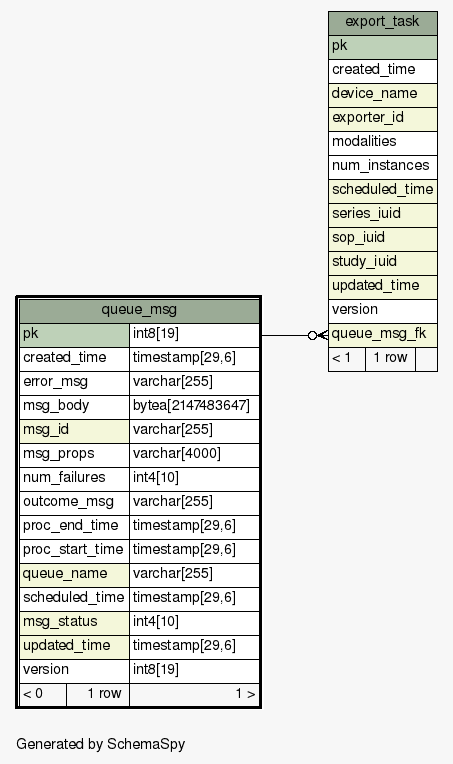 export_task
pk
created_time
device_name
exporter_id
modalities
num_instances
scheduled_time
series_iuid
sop_iuid
study_iuid
updated_time
version
queue_msg_fk
< 1 1 row
queue_msg
pk int8[19]
created_time timestamp[29,6]
error_msg varchar[255]
msg_body bytea[2147483647]
msg_id varchar[255]
msg_props varchar[4000]
num_failures int4[10]
outcome_msg varchar[255]
proc_end_time timestamp[29,6]
proc_start_time timestamp[29,6]
queue_name varchar[255]
scheduled_time timestamp[29,6]
msg_status int4[10]
updated_time timestamp[29,6]
version int8[19]
< 0 1 row 1 >
Generated by SchemaSpy